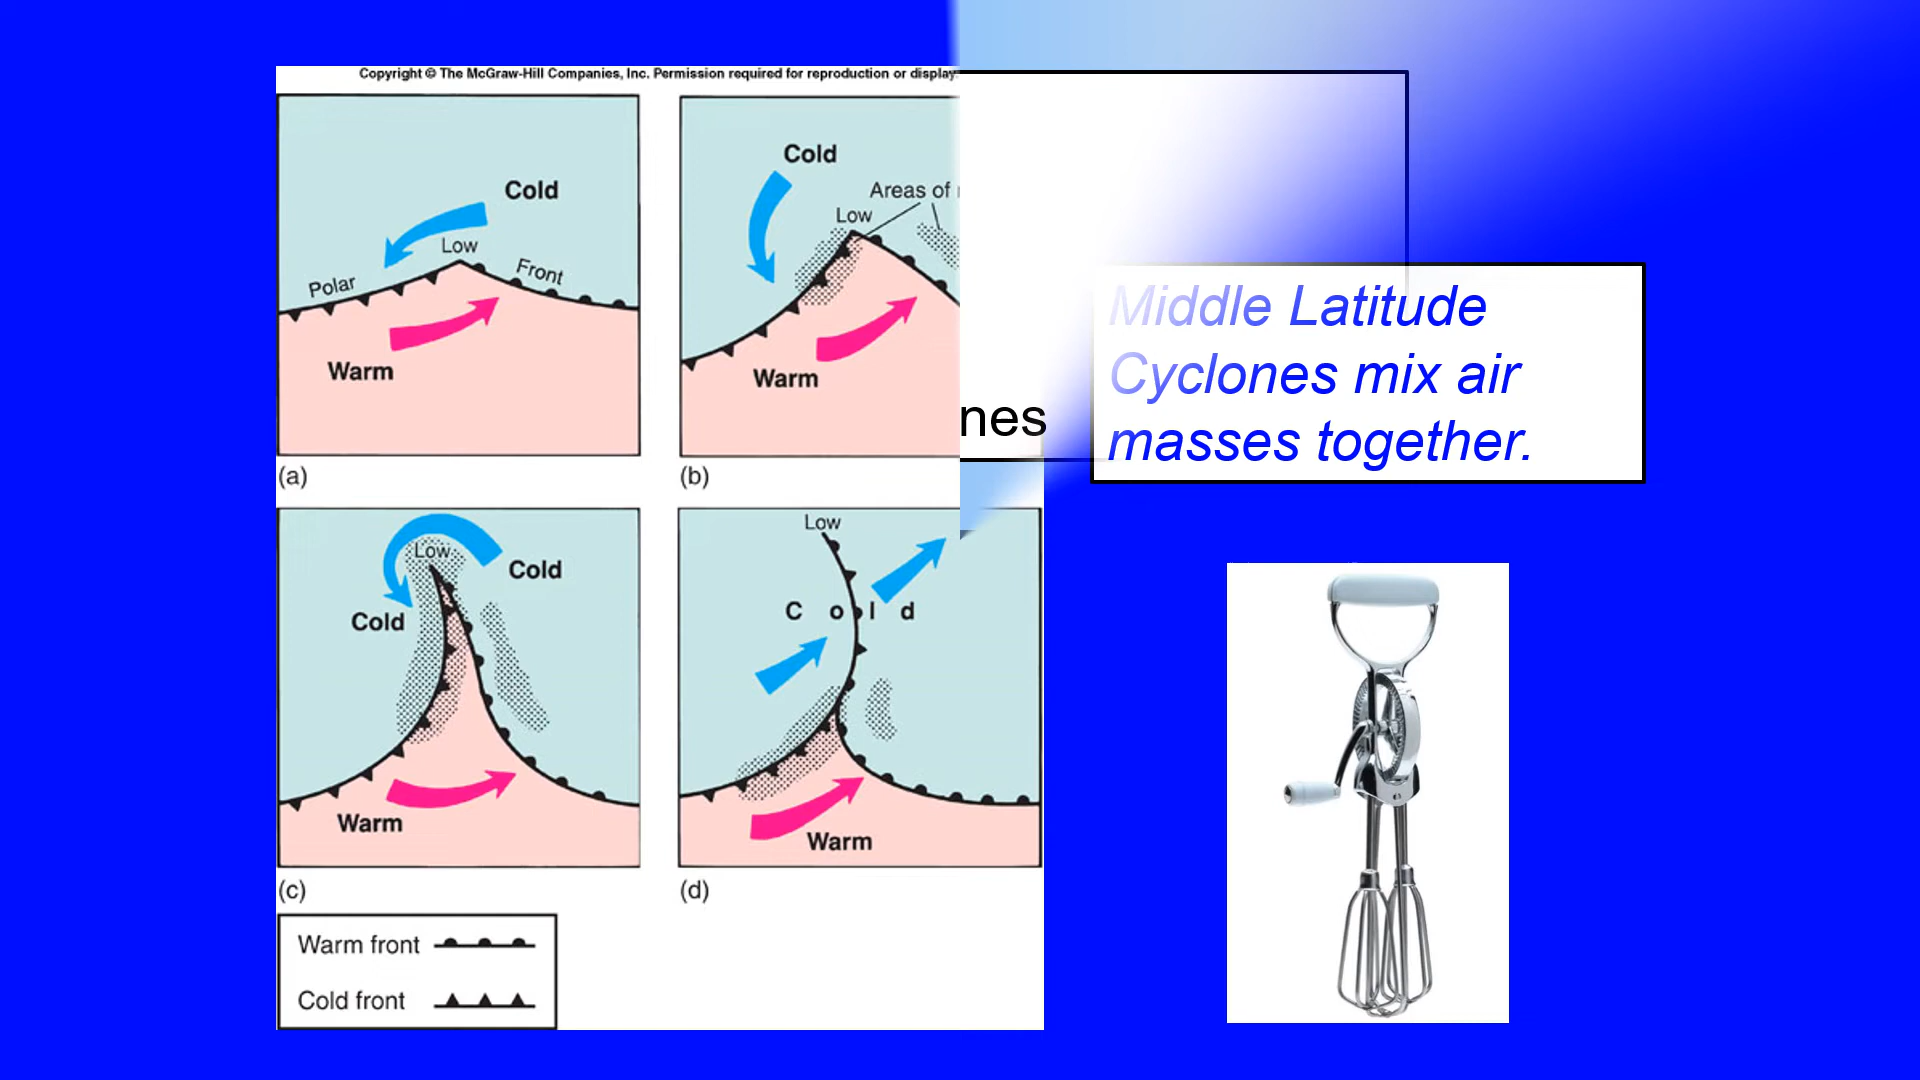 Copyright © The McGraw-Hill Companies, Inc. Permission required for reproduction or display.
Cold
Low
Polar
Front
Warm
(a)
Cold
Areas of
Low
Warm
(b)
nes
Middle Latitude
Cyclones mix air
masses together.
Low
Cold
Cold
Warm
(c)
Low
C o l d
Warm
(d)
Warm front
Cold front